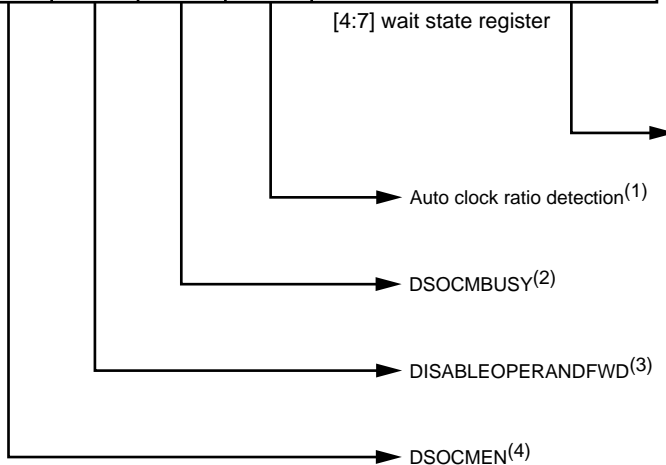 [4:7] wait state register
Auto clock ratio detection(1)
DSOCMBUSY(2)
DISABLEOPERANDFWD(3)
DSOCMEN(4)